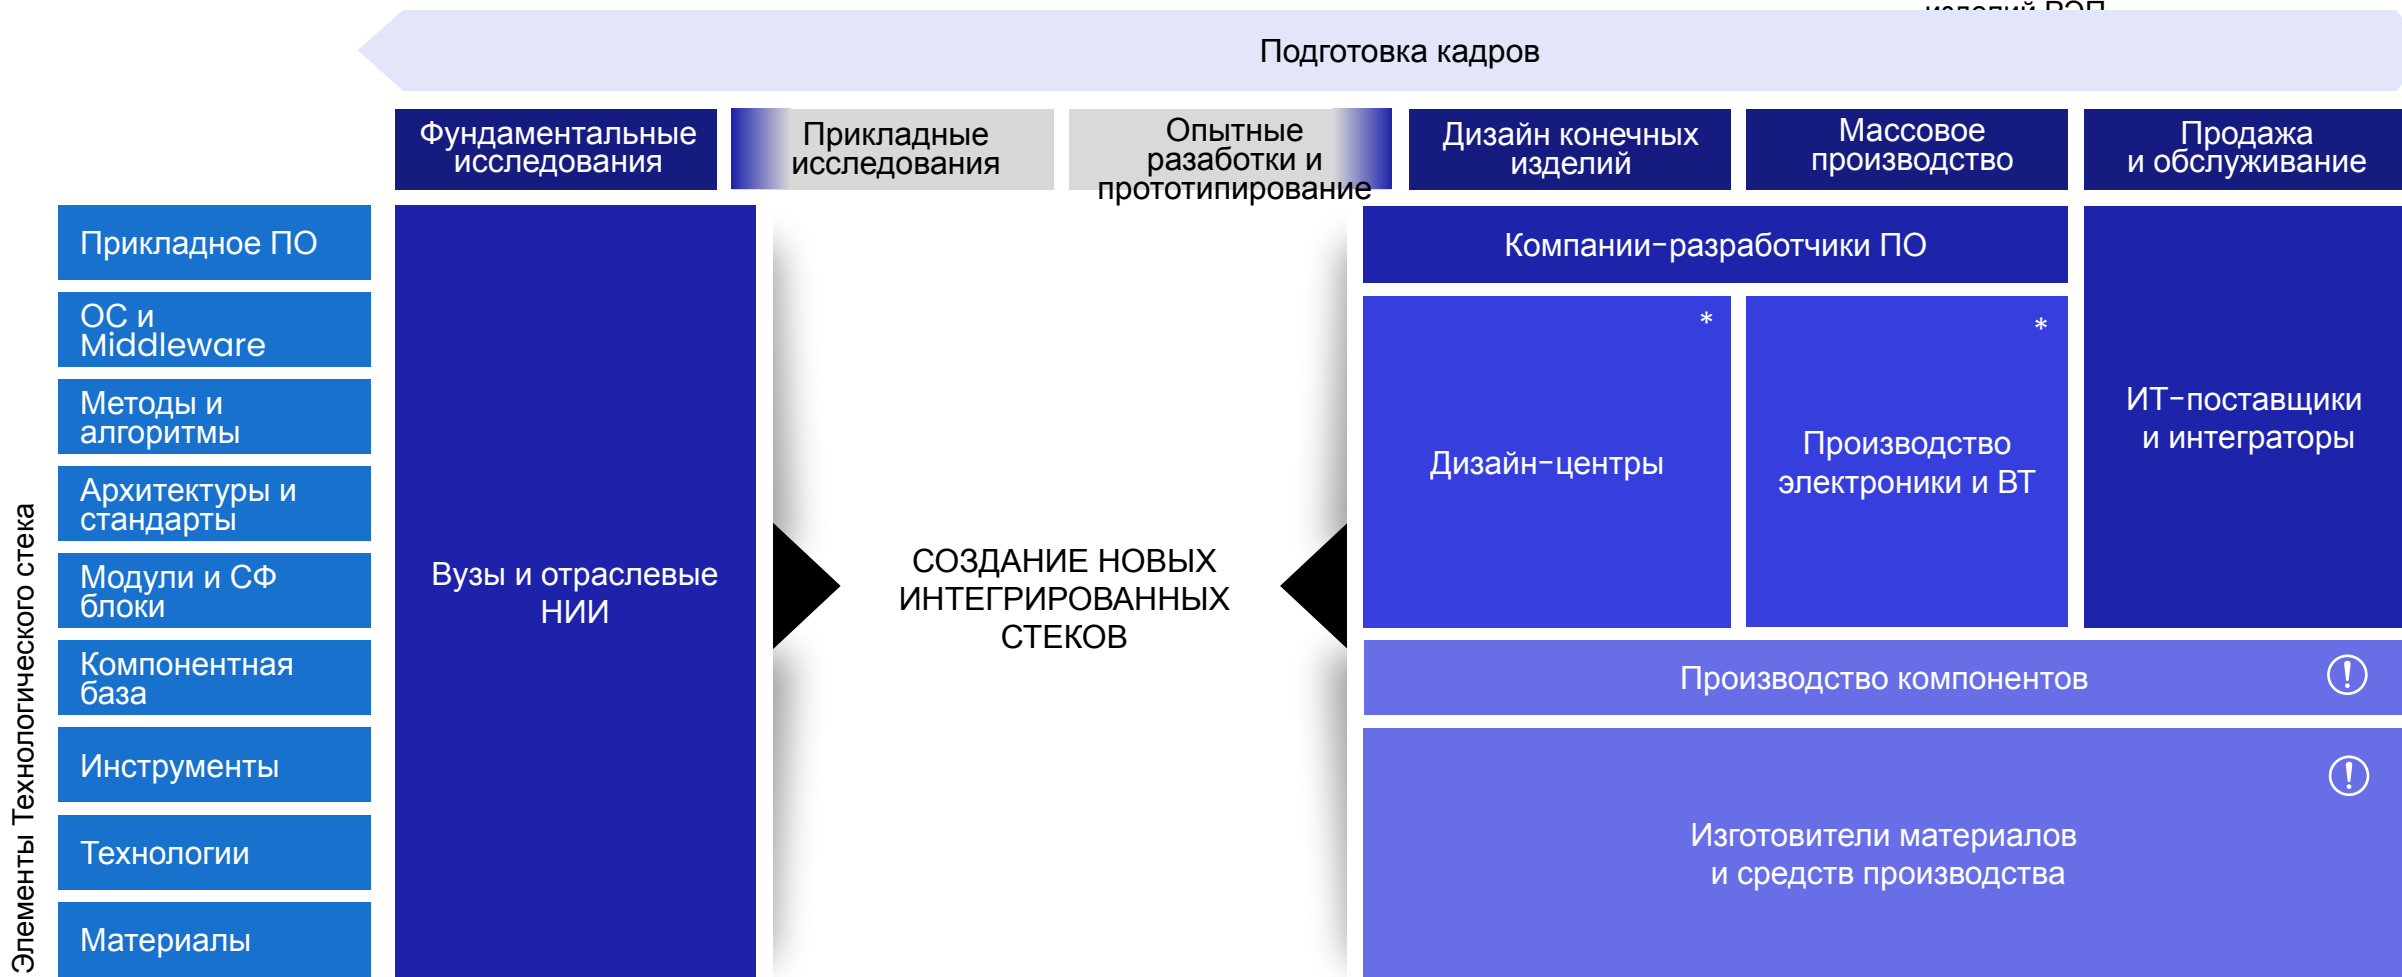 изделий РЭП
Подготовка кадров
Фундаментальные
исследования
Прикладные
исследования
Опытные
разаботки и
прототипирование
Дизайн конечных
изделий
Массовое
производство
Продажа
и обслуживание
Элементы Технологического стека
Прикладное ПО
ОС и
Middleware
Методы и
алгоритмы
Архитектуры и
стандарты
Модули и СФ
блоки
Компонентная
база
Инструменты
Технологии
Материалы
Вузы и отраслевые
НИИ
СОЗДАНИЕ НОВЫХ
ИНТЕГРИРОВАННЫХ
СТЕКОВ
Компании-разработчики ПО
*
Дизайн-центры
*
Производство
электроники и ВТ
ИТ-поставщики
и интеграторы
Производство компонентов
!
!
Изготовители материалов
и средств производства